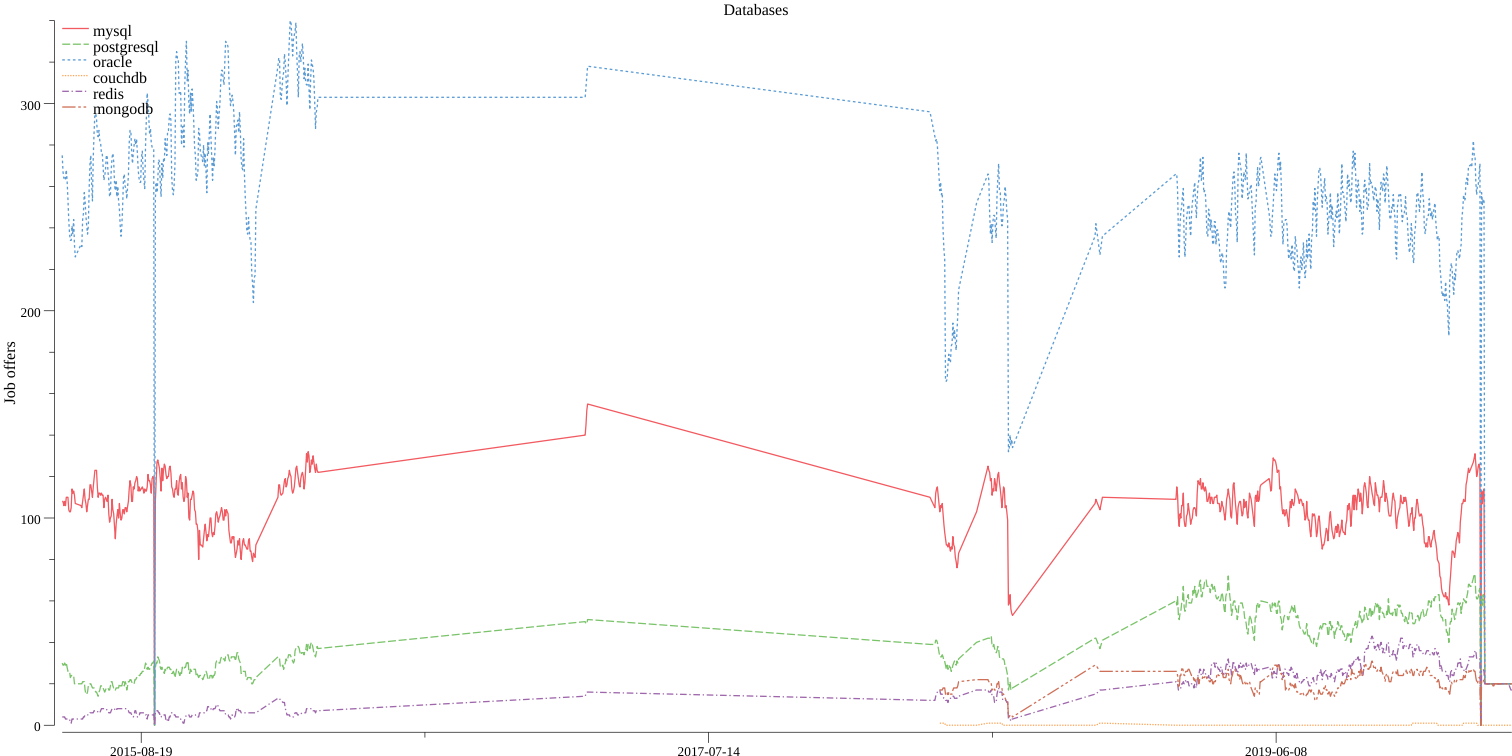 Databases
mysql
postgresql
oracle
couchdb
redis
mongodb
300
200
100
0
Job offers
2015-08-19
2017-07-14
2019-06-08